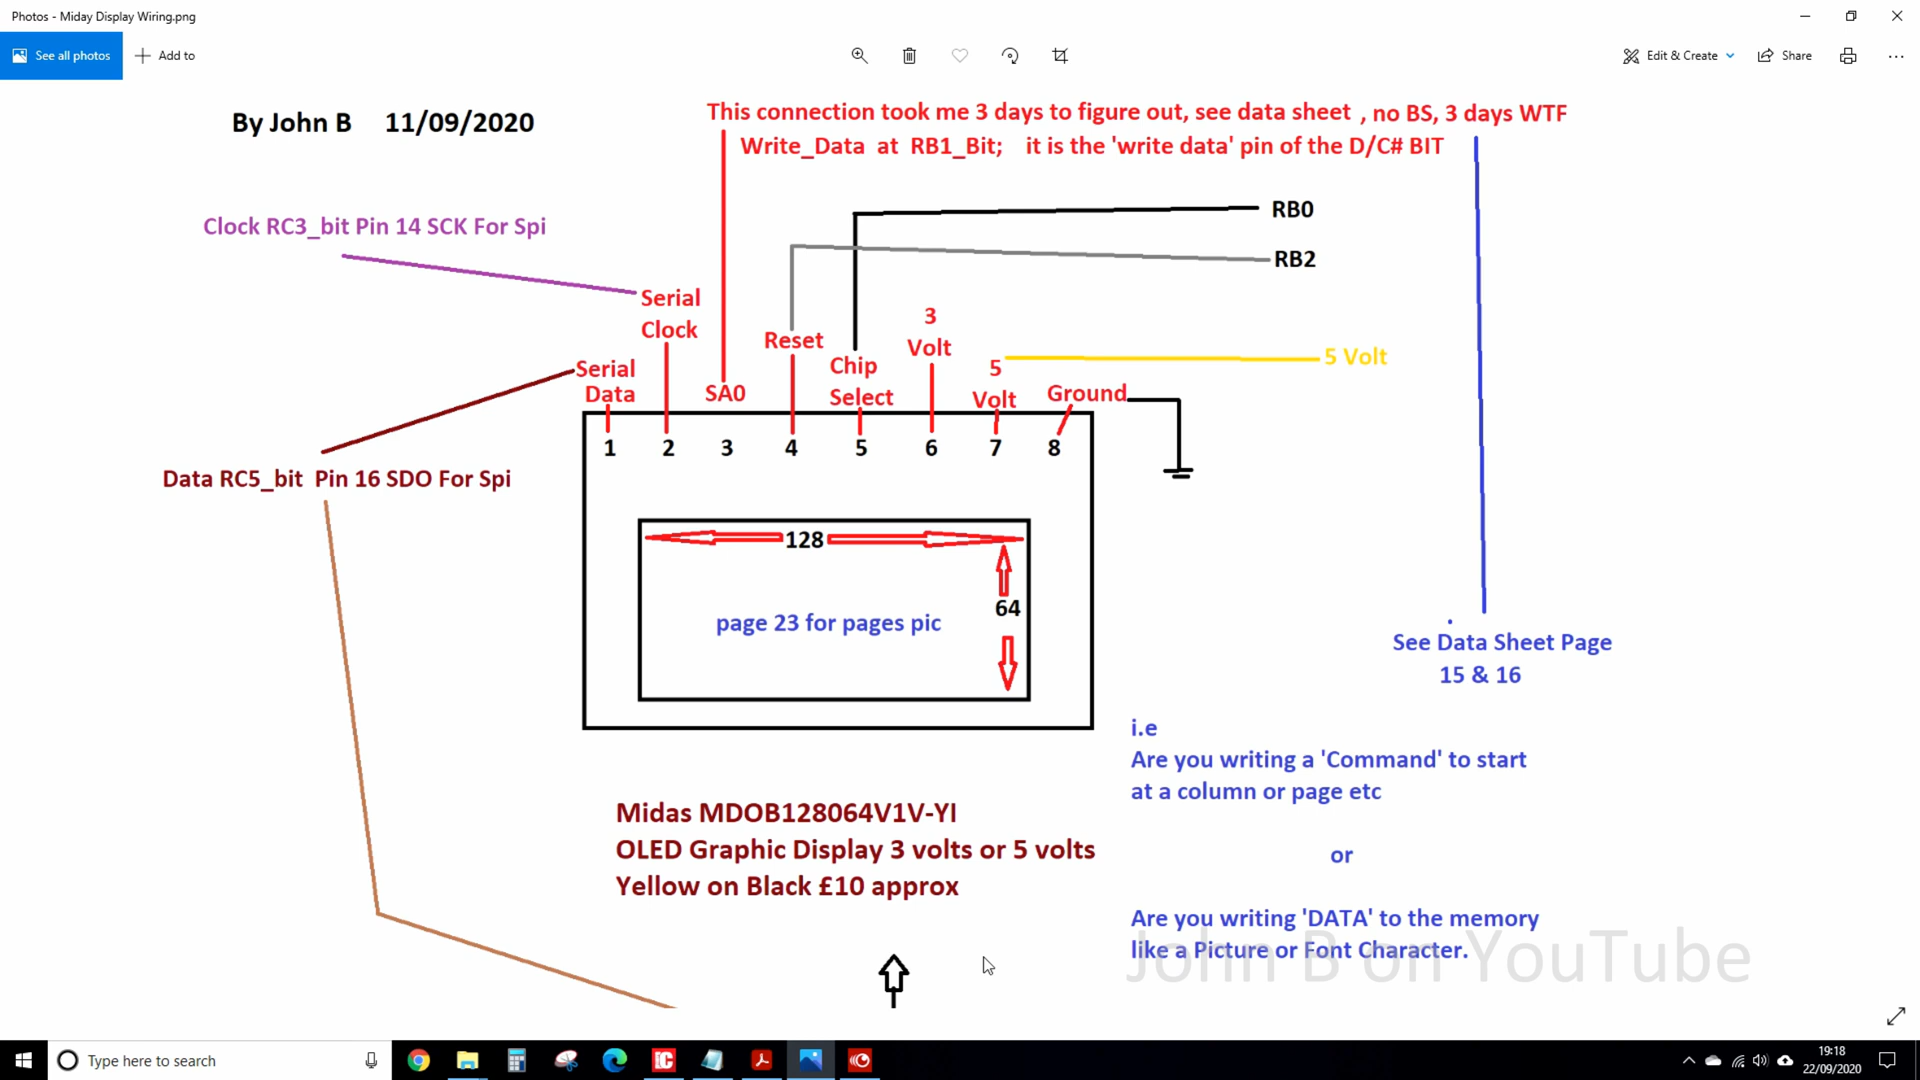 Photos - Miday Display Wiring.png
See all photos
Add to
Edit & Create
Share
By John B 11/09/2020
This connection took me 3 days to figure out, see data sheet , no BS, 3 days WTF
Write_Data at RB1_Bit; it is the 'write data' pin of the D/C# BIT
Clock RC3_bit Pin 14 SCK For Spi
RB0
RB2
Serial
Clock
Reset
3
Volt
5 Volt
Serial
Data
SA0
Chip
Select
5
Volt
Ground
1 2 3 4 5 6 7 8
Data RC5_bit Pin 16 SDO For Spi
128
64
page 23 for pages pic
See Data Sheet Page
15 & 16
i.e
Are you writing a 'Command' to start
at a column or page etc
or
Are you writing 'DATA' to the memory
like a Picture or Font Character.
Midas MDOB128064V1V-YI
OLED Graphic Display 3 volts or 5 volts
Yellow on Black £10 approx
John B on YouTube
Type here to search
IC
19:18
22/09/2020